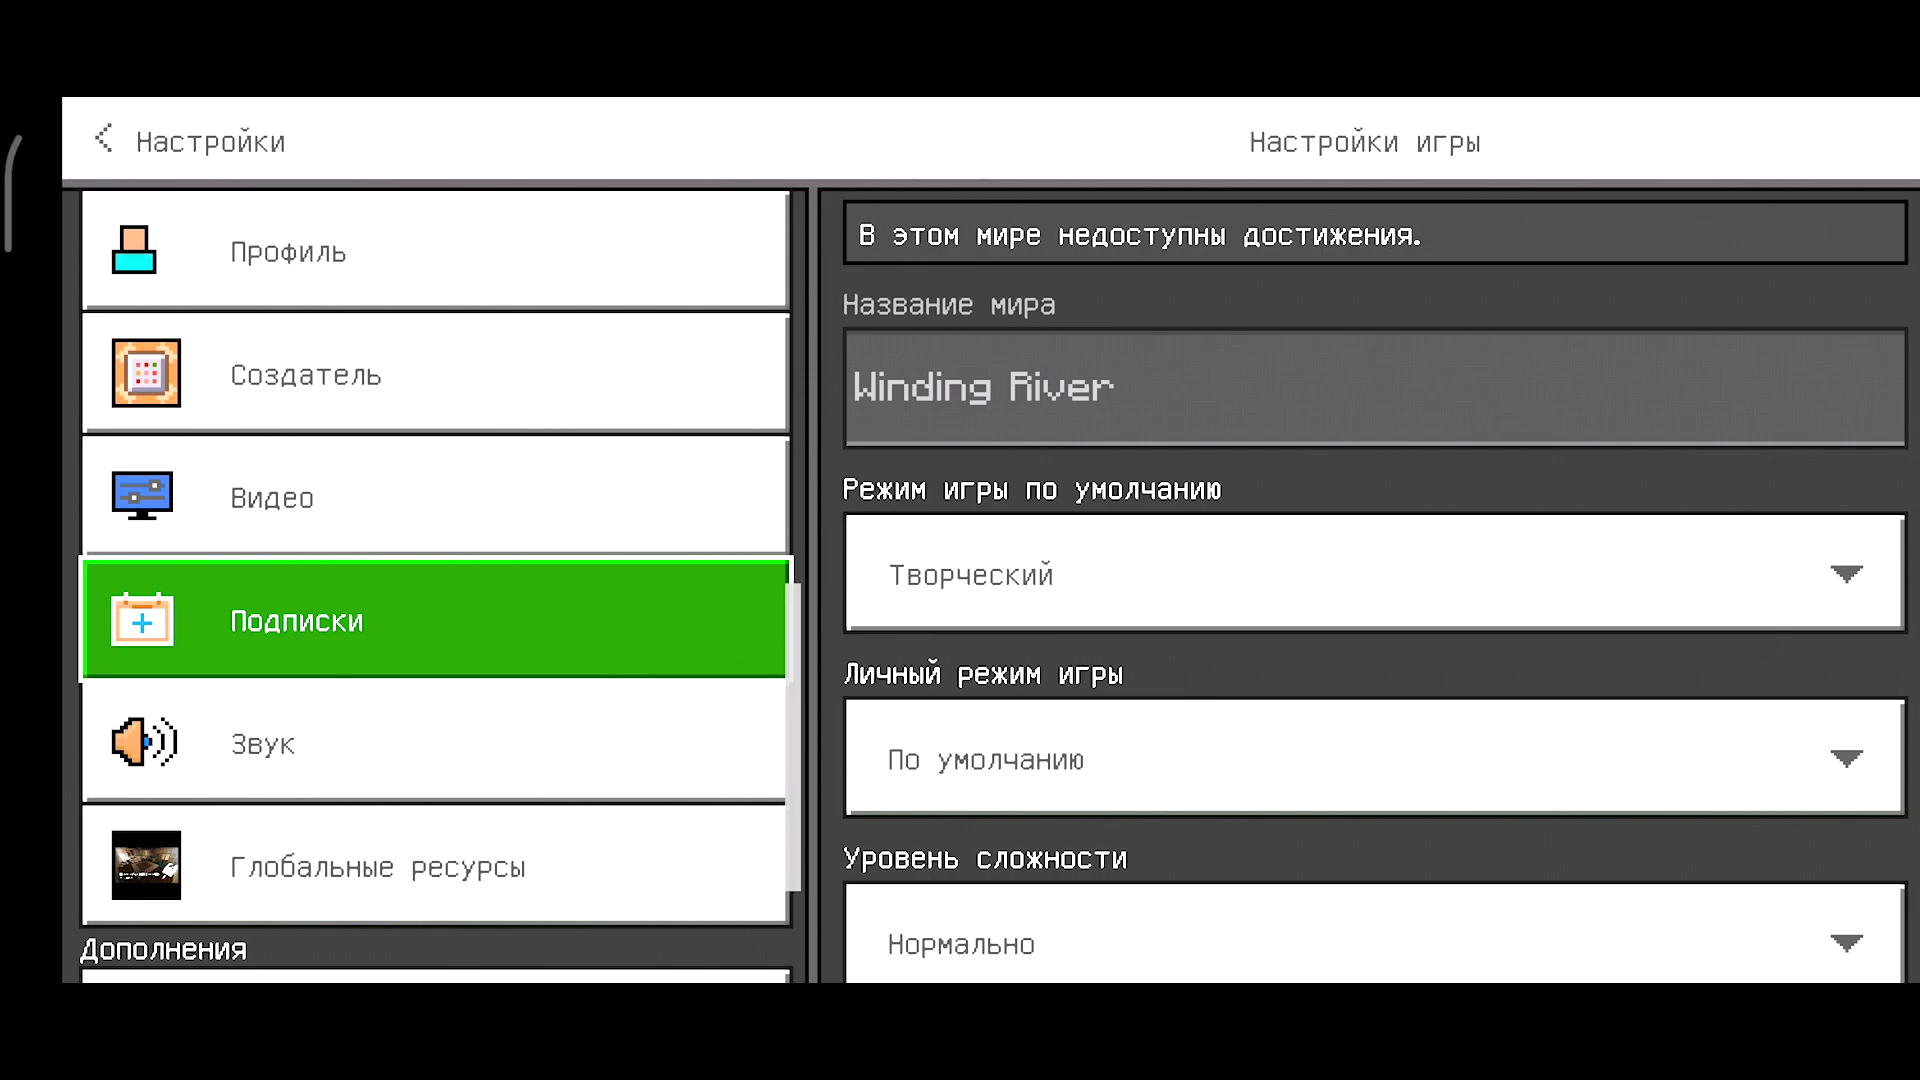 Настройки
Настройки игры
Профиль
Создатель
Видео
Подписки
Звук
Глобальные ресурсы
Дополнения
В этом мире недоступны достижения.
Название мира
Winding River
Режим игры по умолчанию
Творческий
Личный режим игры
По умолчанию
Уровень сложности
Нормально